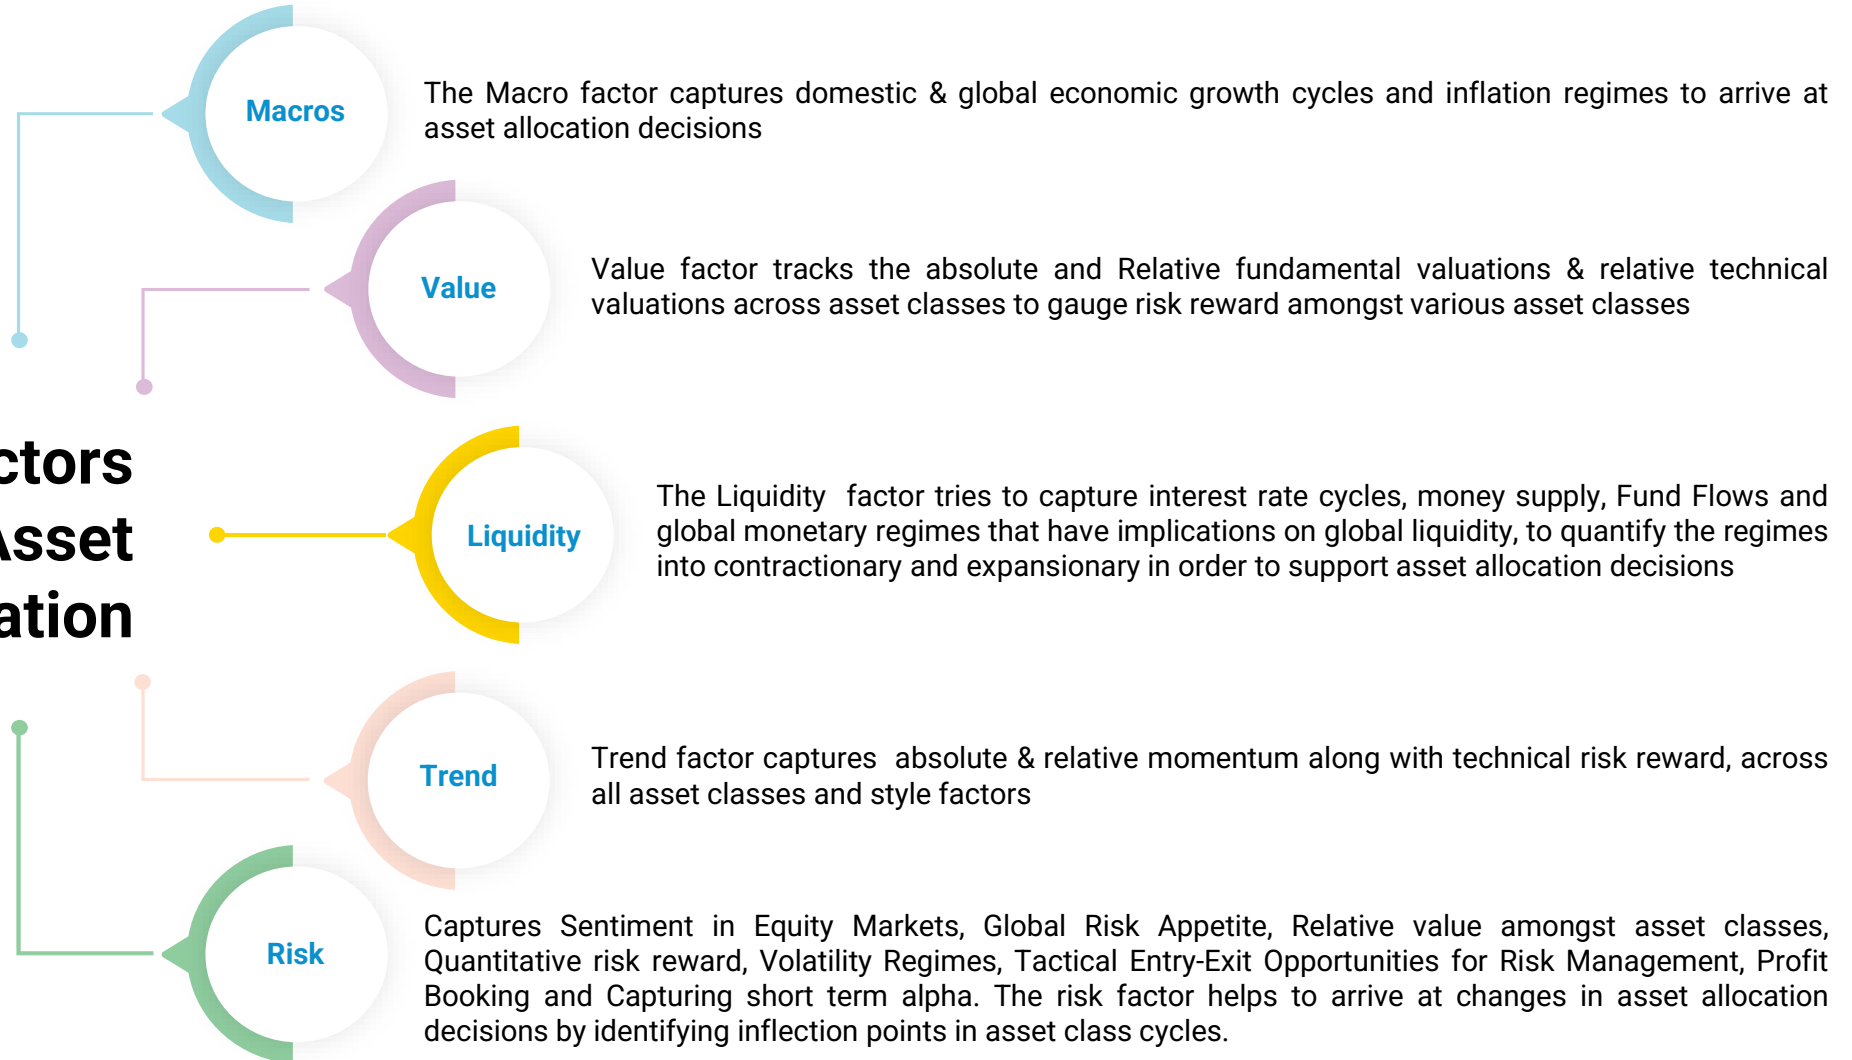 Macros
The Macro factor captures domestic & global economic growth cycles and inflation regimes to arrive at
asset allocation decisions
Value
Value factor tracks the absolute and Relative fundamental valuations & relative technical
valuations across asset classes to gauge risk reward amongst various asset classes
ctors
Asset
ation
Liquidity
The Liquidity factor tries to capture interest rate cycles, money supply, Fund Flows and
global monetary regimes that have implications on global liquidity, to quantify the regimes
into contractionary and expansionary in order to support asset allocation decisions
Trend
Trend factor captures absolute & relative momentum along with technical risk reward, across
all asset classes and style factors
Risk
Captures Sentiment in Equity Markets, Global Risk Appetite, Relative value amongst asset classes,
Quantitative risk reward, Volatility Regimes, Tactical Entry-Exit Opportunities for Risk Management, Profit
Booking and Capturing short term alpha. The risk factor helps to arrive at changes in asset allocation
decisions by identifying inflection points in asset class cycles.